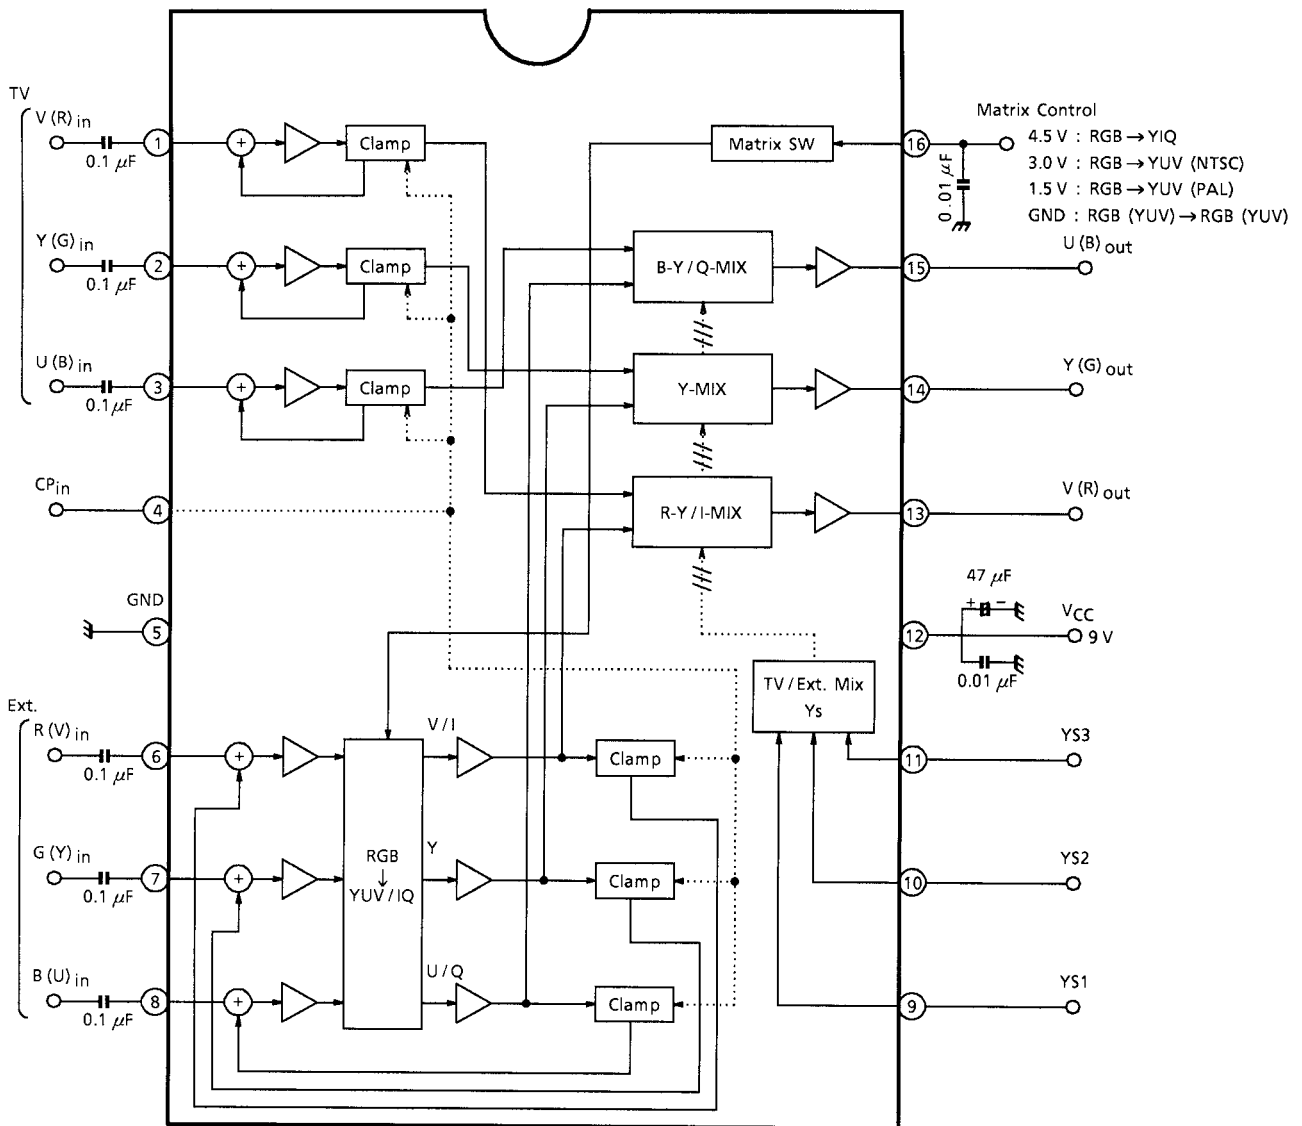 TV
V (R) in
0.1 μF
1
+
Clamp
Matrix SW
16
0.01 μF
Matrix Control
4.5 V : RGB → YIQ
3.0 V : RGB → YUV (NTSC)
1.5 V : RGB → YUV (PAL)
GND : RGB (YUV) → RGB (YUV)
Y (G) in
0.1 μF
2
+
Clamp
B-Y / Q-MIX
15
U (B) out
U (B) in
0.1 μF
3
+
Clamp
Y-MIX
14
Y (G) out
CP in
4
R-Y / I-MIX
13
V (R) out
GND
5
12
47 μF
+ −
VCC
9 V
0.01 μF
Ext.
R (V) in
0.1 μF
6
+
V / I
Clamp
TV / Ext. Mix
Ys
11
YS3
G (Y) in
0.1 μF
7
+
RGB
↓
YUV / IQ
Y
Clamp
10
YS2
B (U) in
0.1 μF
8
+
U / Q
Clamp
9
YS1